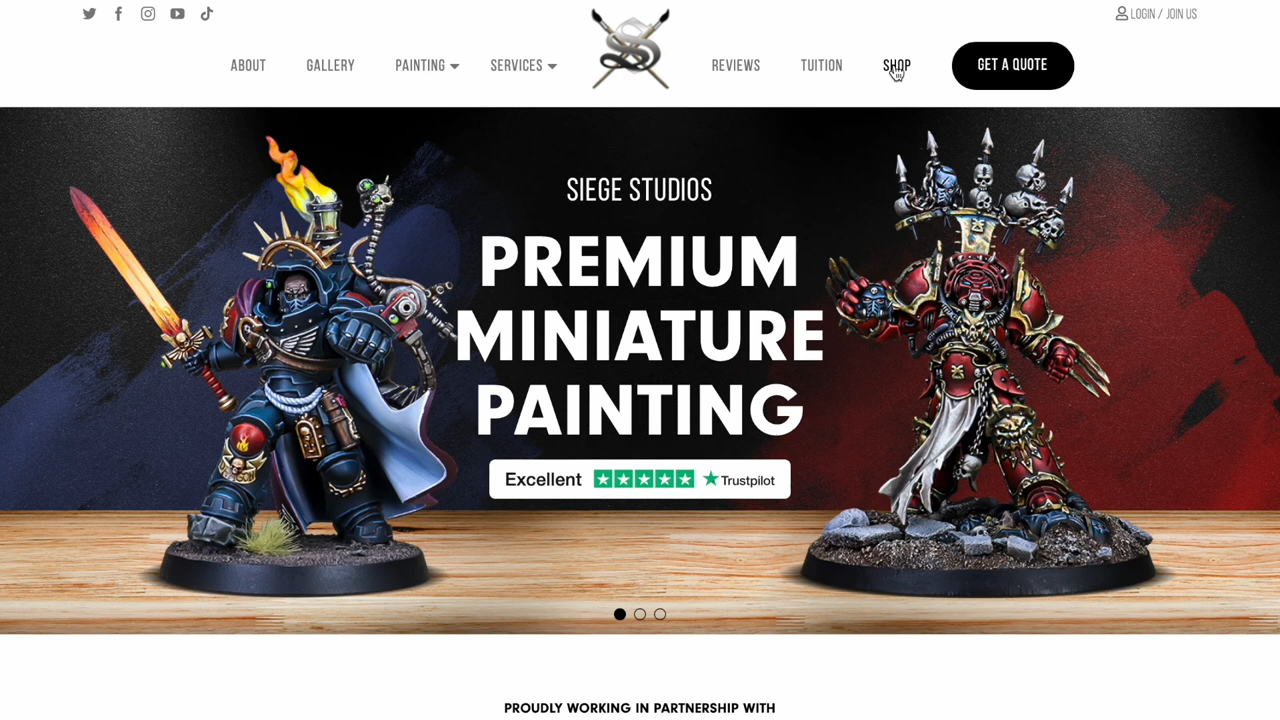 LOGIN / JOIN US
ABOUT GALLERY PAINTING SERVICES REVIEWS TUITION SHOP GET A QUOTE
SIEGE STUDIOS
PREMIUM
MINIATURE
PAINTING
Excellent Trustpilot
PROUDLY WORKING IN PARTNERSHIP WITH